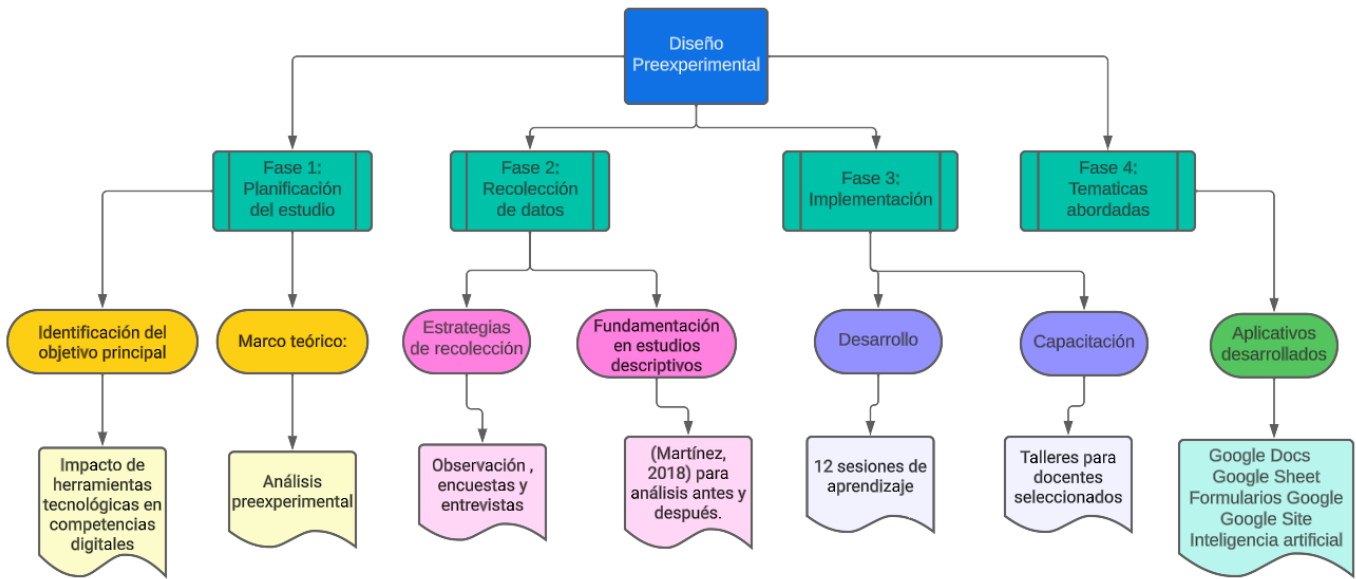 Diseño
Preexperimental
Fase 1:
Planificación
del estudio
Fase 2:
Recolección
de datos
Fase 3:
Implementación
Fase 4:
Tematicas
abordadas
Identificación del
objetivo principal
Marco teórico:
Estrategias
de recolección
Fundamentación
en estudios
descriptivos
Desarrollo
Capacitación
Aplicativos
desarrollados
Impacto de
herramientas
tecnológicas en
competencias
digitales
Análisis
preexperimental
Observación ,
encuestas y
entrevistas
(Martínez,
2018) para
análisis antes y
después.
12 sesiones de
aprendizaje
Talleres para
docentes
seleccionados
Google Docs
Google Sheet
Formularios Google
Google Site
Inteligencia artificial